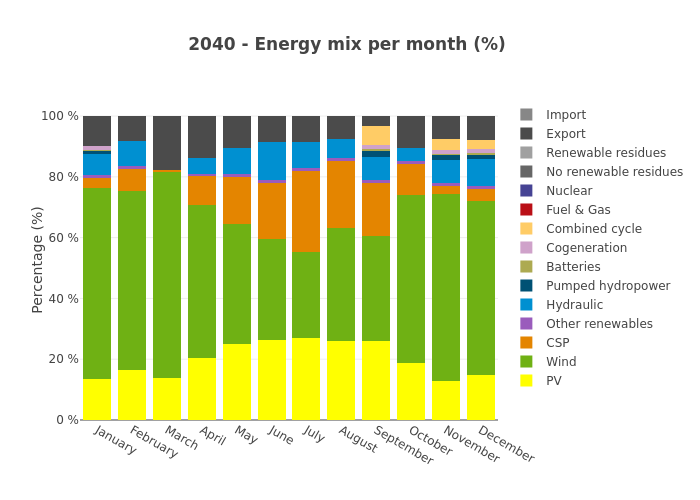 2040 - Energy mix per month (%)
100 %
80 %
60 %
40 %
20 %
0 %
Percentage (%)
January
February
March
April
May
June
July
August
September
October
November
December
Import
Export
Renewable residues
No renewable residues
Nuclear
Fuel & Gas
Combined cycle
Cogeneration
Batteries
Pumped hydropower
Hydraulic
Other renewables
CSP
Wind
PV